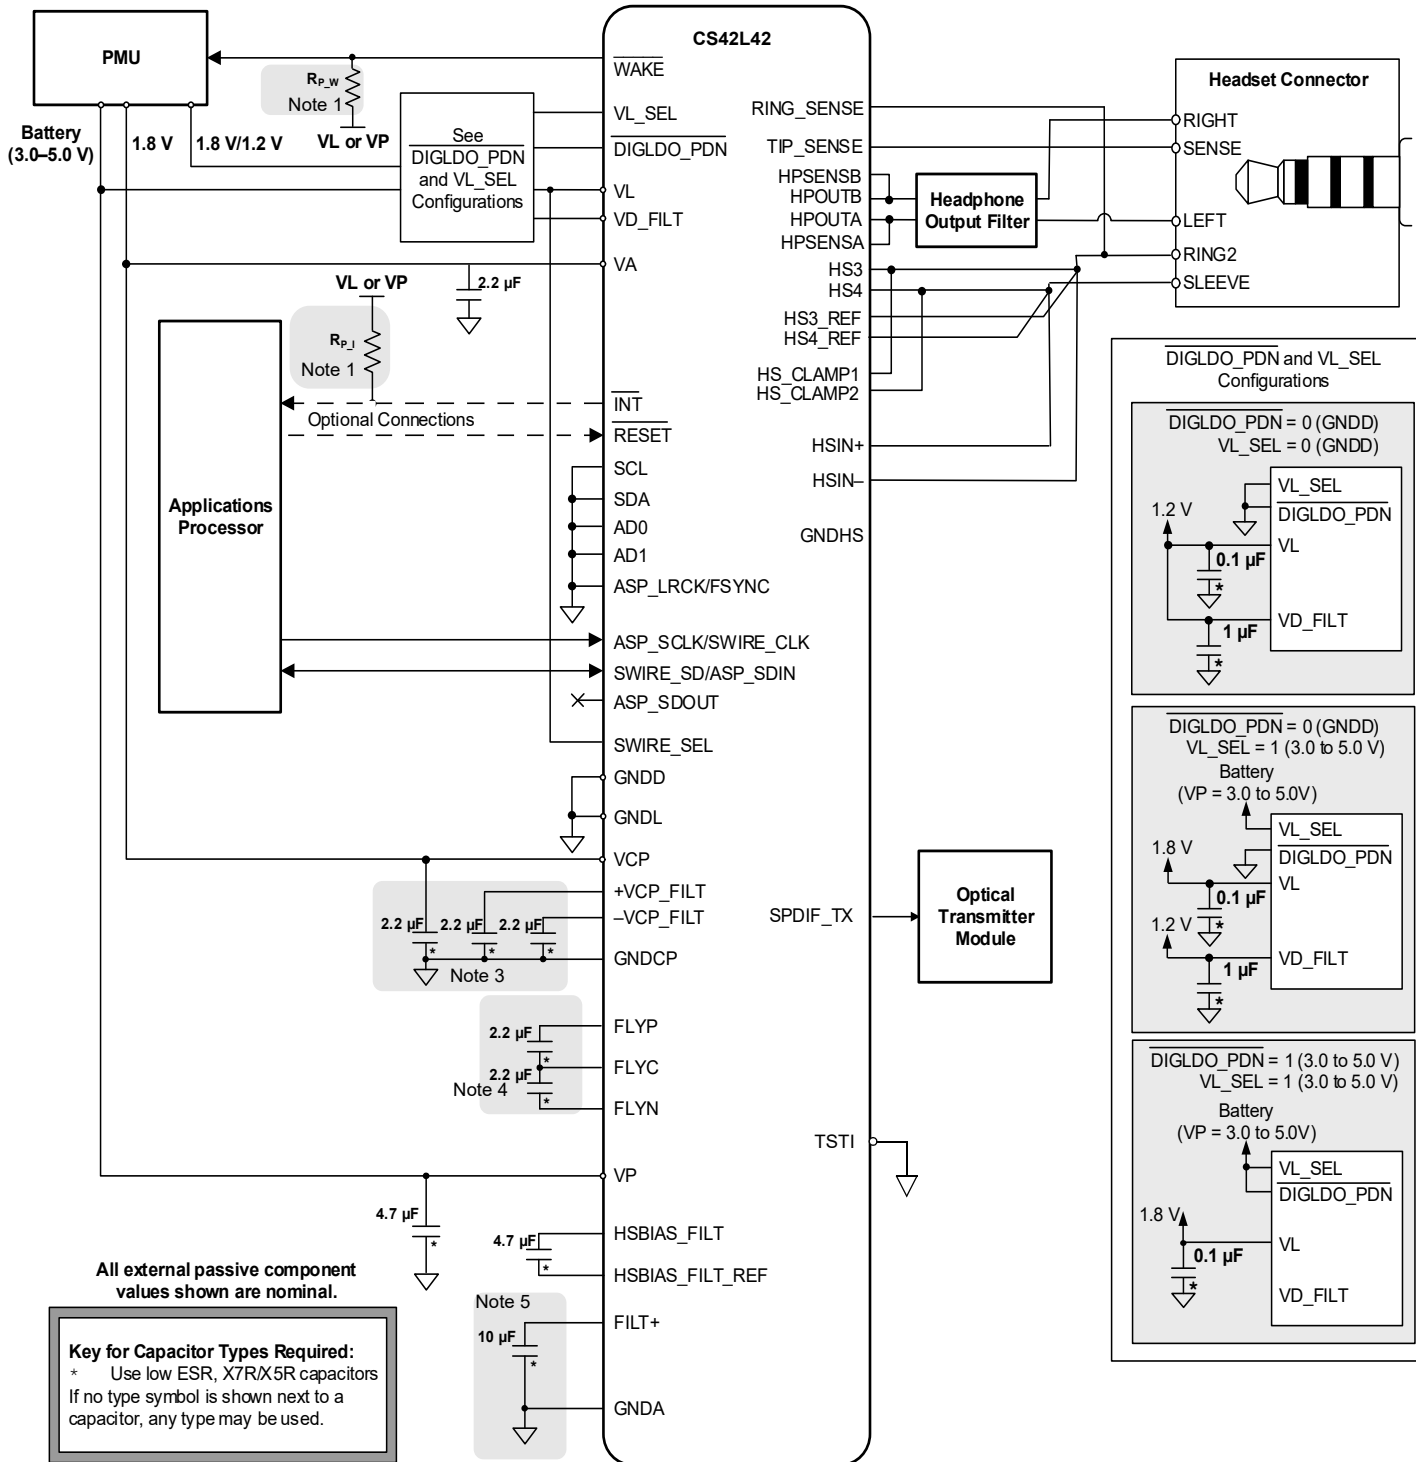 CS42L42
PMU
Battery
(3.0–5.0 V)
1.8 V
1.8 V/1.2 V
R_P_W
Note 1
VL or VP
See
DIGLDO_PDN
and VL_SEL
Configurations
WAKE
VL_SEL
DIGLDO_PDN
VL
VD_FILT
VA
2.2 µF
VL or VP
R_P_I
Note 1
Optional Connections
Applications
Processor
INT
RESET
SCL
SDA
AD0
AD1
ASP_LRCK/FSYNC
ASP_SCLK/SWIRE_CLK
SWIRE_SD/ASP_SDIN
ASP_SDOUT
SWIRE_SEL
GNDD
GNDL
VCP
+VCP_FILT
–VCP_FILT
GNDCP
2.2 µF
*
2.2 µF
*
2.2 µF
*
Note 3
FLYP
FLYC
FLYN
2.2 µF
*
2.2 µF
*
Note 4
VP
4.7 µF
*
HSBIAS_FILT
HSBIAS_FILT_REF
4.7 µF
*
Note 5
FILT+
10 µF
*
GNDA
RING_SENSE
TIP_SENSE
HPSENSB
HPOUTB
HPOUTA
HPSENSA
HS3
HS4
HS3_REF
HS4_REF
HS_CLAMP1
HS_CLAMP2
HSIN+
HSIN–
GNDHS
SPDIF_TX
TSTI
Headphone
Output Filter
Headset Connector
RIGHT
SENSE
LEFT
RING2
SLEEVE
Optical
Transmitter
Module
DIGLDO_PDN and VL_SEL
Configurations
DIGLDO_PDN = 0 (GNDD)
VL_SEL = 0 (GNDD)
VL_SEL
DIGLDO_PDN
1.2 V
VL
0.1 µF
*
VD_FILT
1 µF
*
DIGLDO_PDN = 0 (GNDD)
VL_SEL = 1 (3.0 to 5.0 V)
Battery
(VP = 3.0 to 5.0V)
VL_SEL
DIGLDO_PDN
1.8 V
VL
0.1 µF
*
1.2 V
VD_FILT
1 µF
*
DIGLDO_PDN = 1 (3.0 to 5.0 V)
VL_SEL = 1 (3.0 to 5.0 V)
Battery
(VP = 3.0 to 5.0V)
VL_SEL
DIGLDO_PDN
1.8 V
VL
0.1 µF
*
VD_FILT
All external passive component
values shown are nominal.
Key for Capacitor Types Required:
* Use low ESR, X7R/X5R capacitors
If no type symbol is shown next to a
capacitor, any type may be used.